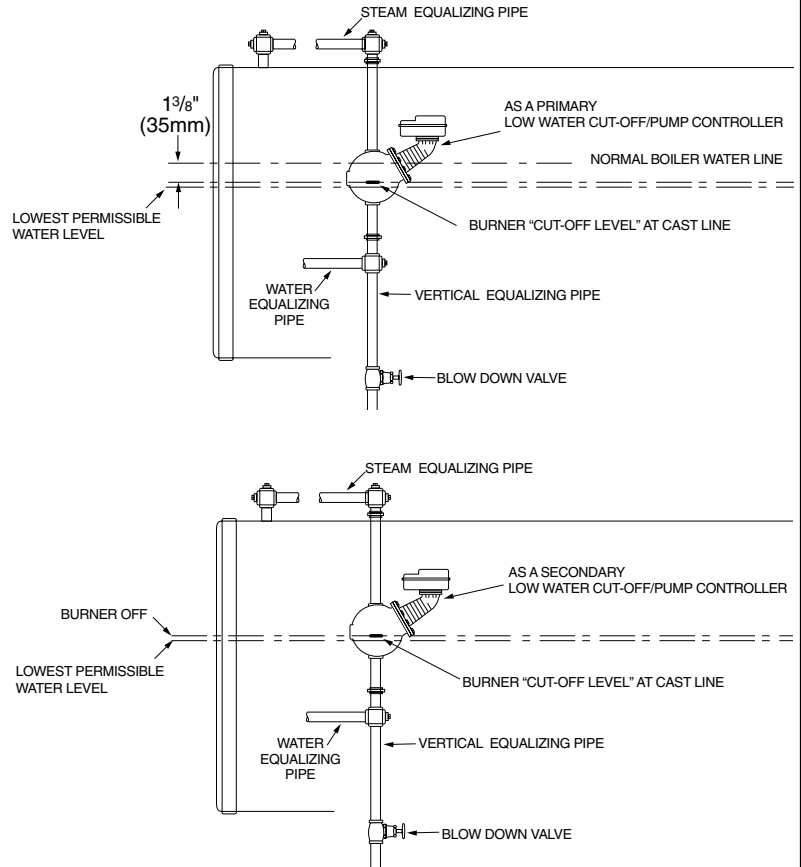 STEAM EQUALIZING PIPE
1 3/8"
(35mm)
AS A PRIMARY
LOW WATER CUT-OFF/PUMP CONTROLLER
NORMAL BOILER WATER LINE
LOWEST PERMISSIBLE
WATER LEVEL
BURNER “CUT-OFF LEVEL” AT CAST LINE
WATER
EQUALIZING
PIPE
VERTICAL EQUALIZING PIPE
BLOW DOWN VALVE
STEAM EQUALIZING PIPE
AS A SECONDARY
LOW WATER CUT-OFF/PUMP CONTROLLER
BURNER OFF
LOWEST PERMISSIBLE
WATER LEVEL
BURNER “CUT-OFF LEVEL” AT CAST LINE
WATER
EQUALIZING
PIPE
VERTICAL EQUALIZING PIPE
BLOW DOWN VALVE